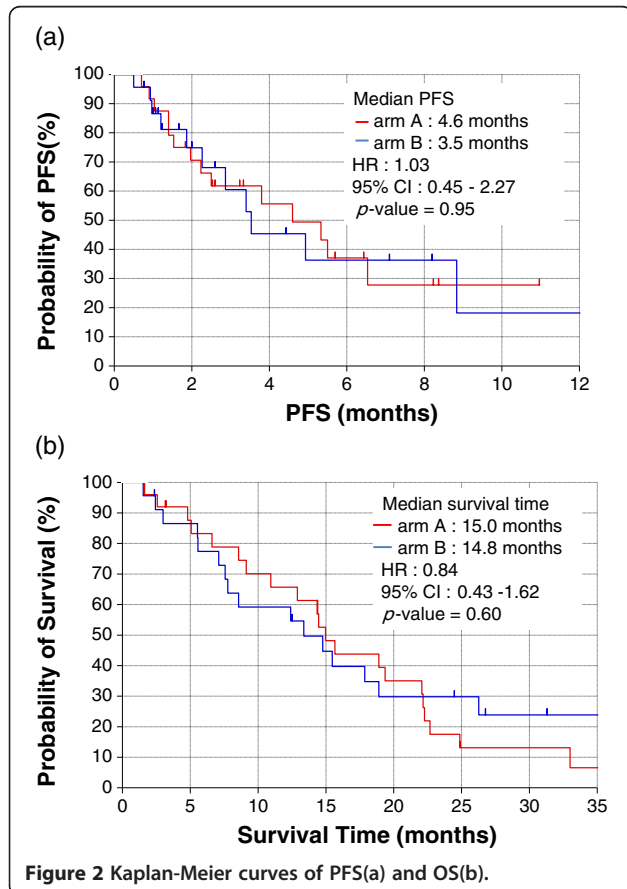 (a)
Probability of PFS(%)
100
90
80
70
60
50
40
30
20
10
0
Median PFS
arm A : 4.6 months
arm B : 3.5 months
HR : 1.03
95% CI : 0.45 - 2.27
p-value = 0.95
0 2 4 6 8 10 12
PFS (months)
(b)
Probability of Survival (%)
100
90
80
70
60
50
40
30
20
10
0
Median survival time
arm A : 15.0 months
arm B : 14.8 months
HR : 0.84
95% CI : 0.43 -1.62
p-value = 0.60
0 5 10 15 20 25 30 35
Survival Time (months)
Figure 2 Kaplan-Meier curves of PFS(a) and OS(b).